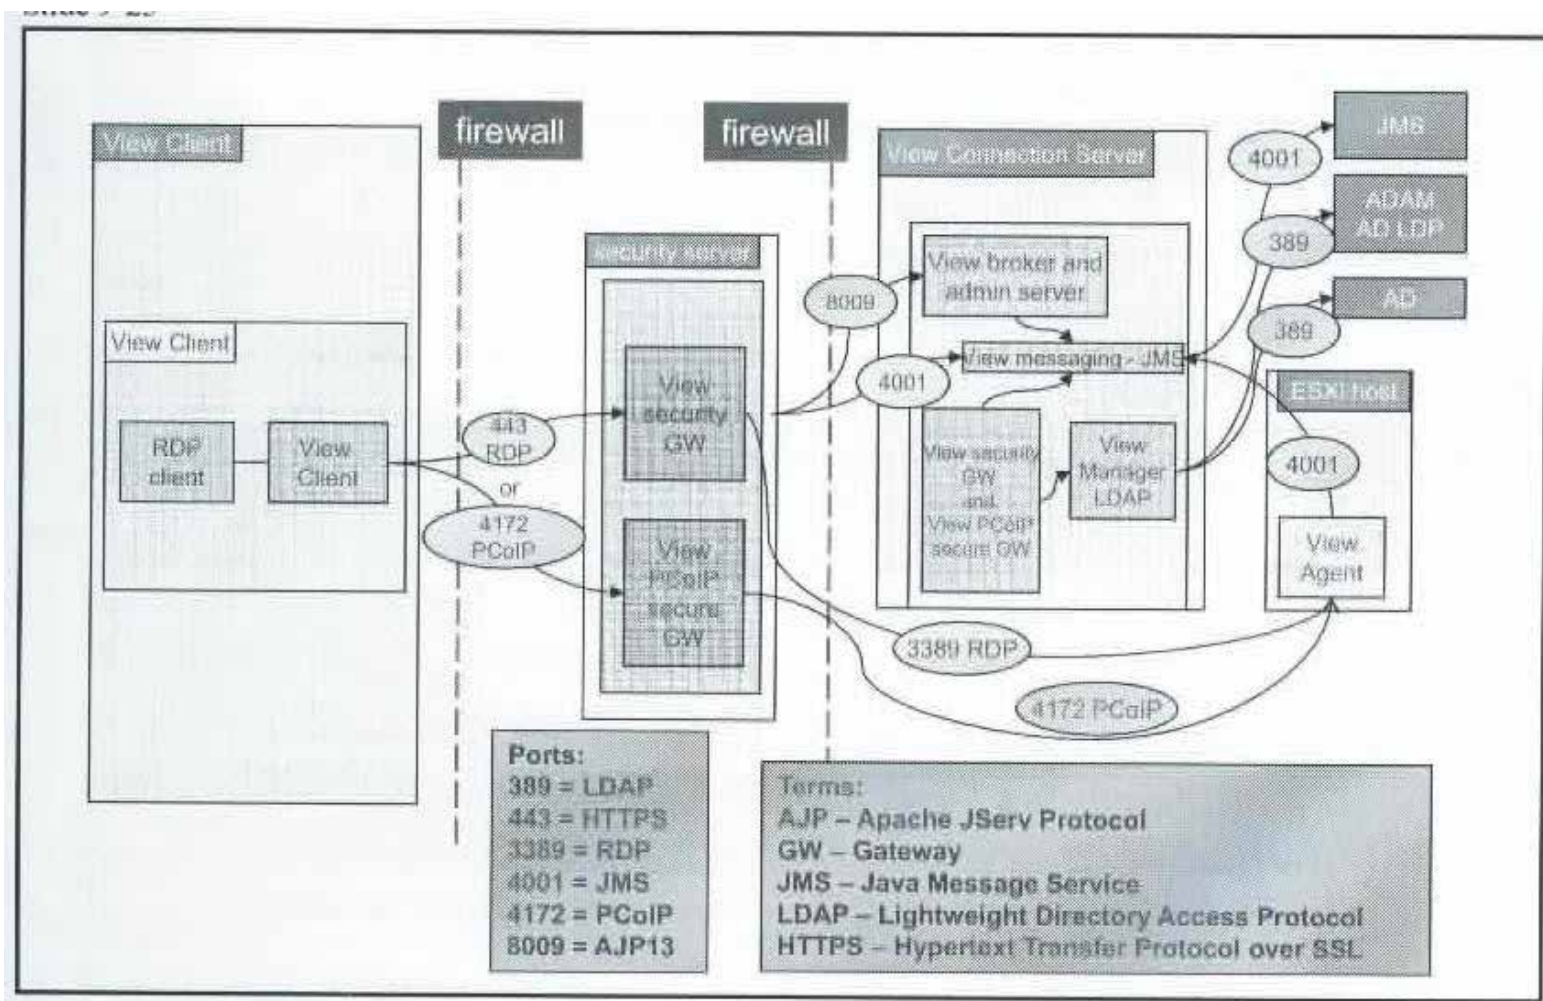 View Client
firewall
firewall
View Connection Server
JMS
4001
ADAM
AD LDP
389
AD
389
security server
View broker and
admin server
8009
View messaging - JMS
4001
View Client
RDP
client
View
Client
443
RDP
or
4172
PCoIP
View
security
GW
View
PCoIP
secure
GW
View security
GW
and
View PCoIP
secure GW
View
Manager
LDAP
ESXi host
4001
View
Agent
3389 RDP
4172 PCoIP
Ports:
389 = LDAP
443 = HTTPS
3389 = RDP
4001 = JMS
4172 = PCoIP
8009 = AJP13
Terms:
AJP – Apache JServ Protocol
GW – Gateway
JMS – Java Message Service
LDAP – Lightweight Directory Access Protocol
HTTPS – Hypertext Transfer Protocol over SSL